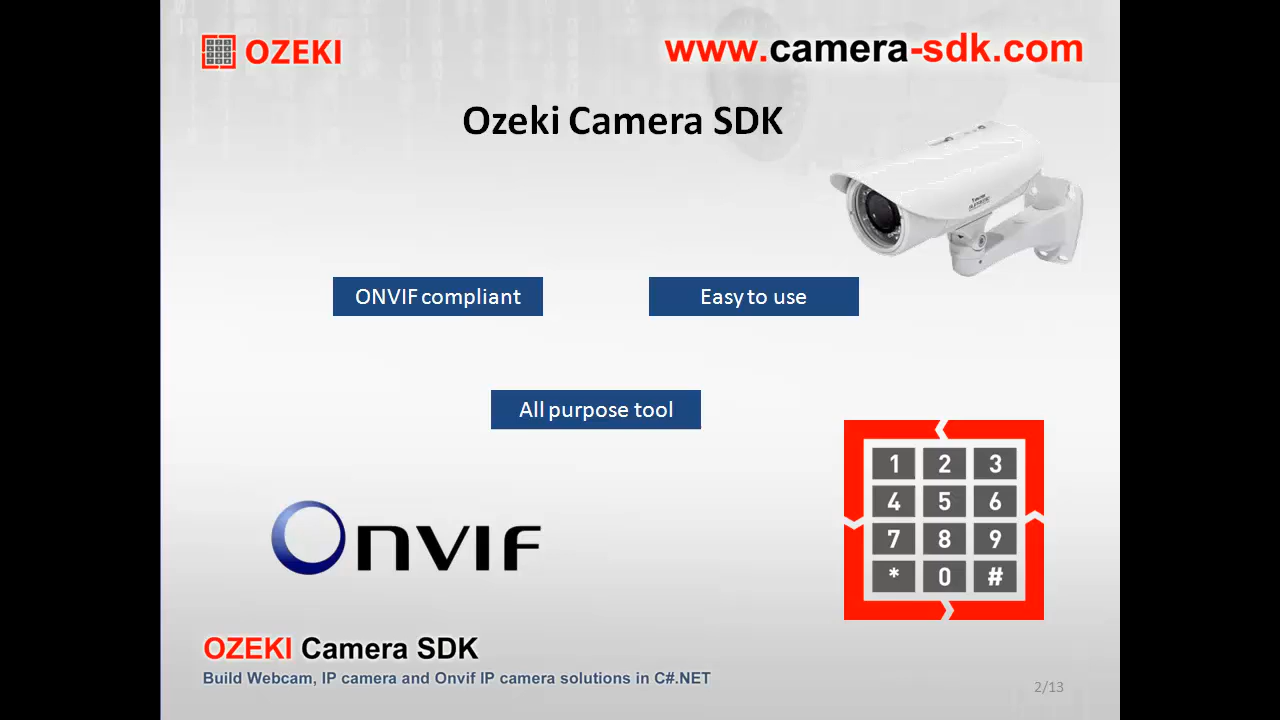 OZEKI
www.camera-sdk.com
Ozeki Camera SDK
ONVIF compliant
Easy to use
All purpose tool
1 2 3
4 5 6
7 8 9
* 0 #
ONVIF
OZEKI Camera SDK
Build Webcam, IP camera and Onvif IP camera solutions in C#.NET
2/13